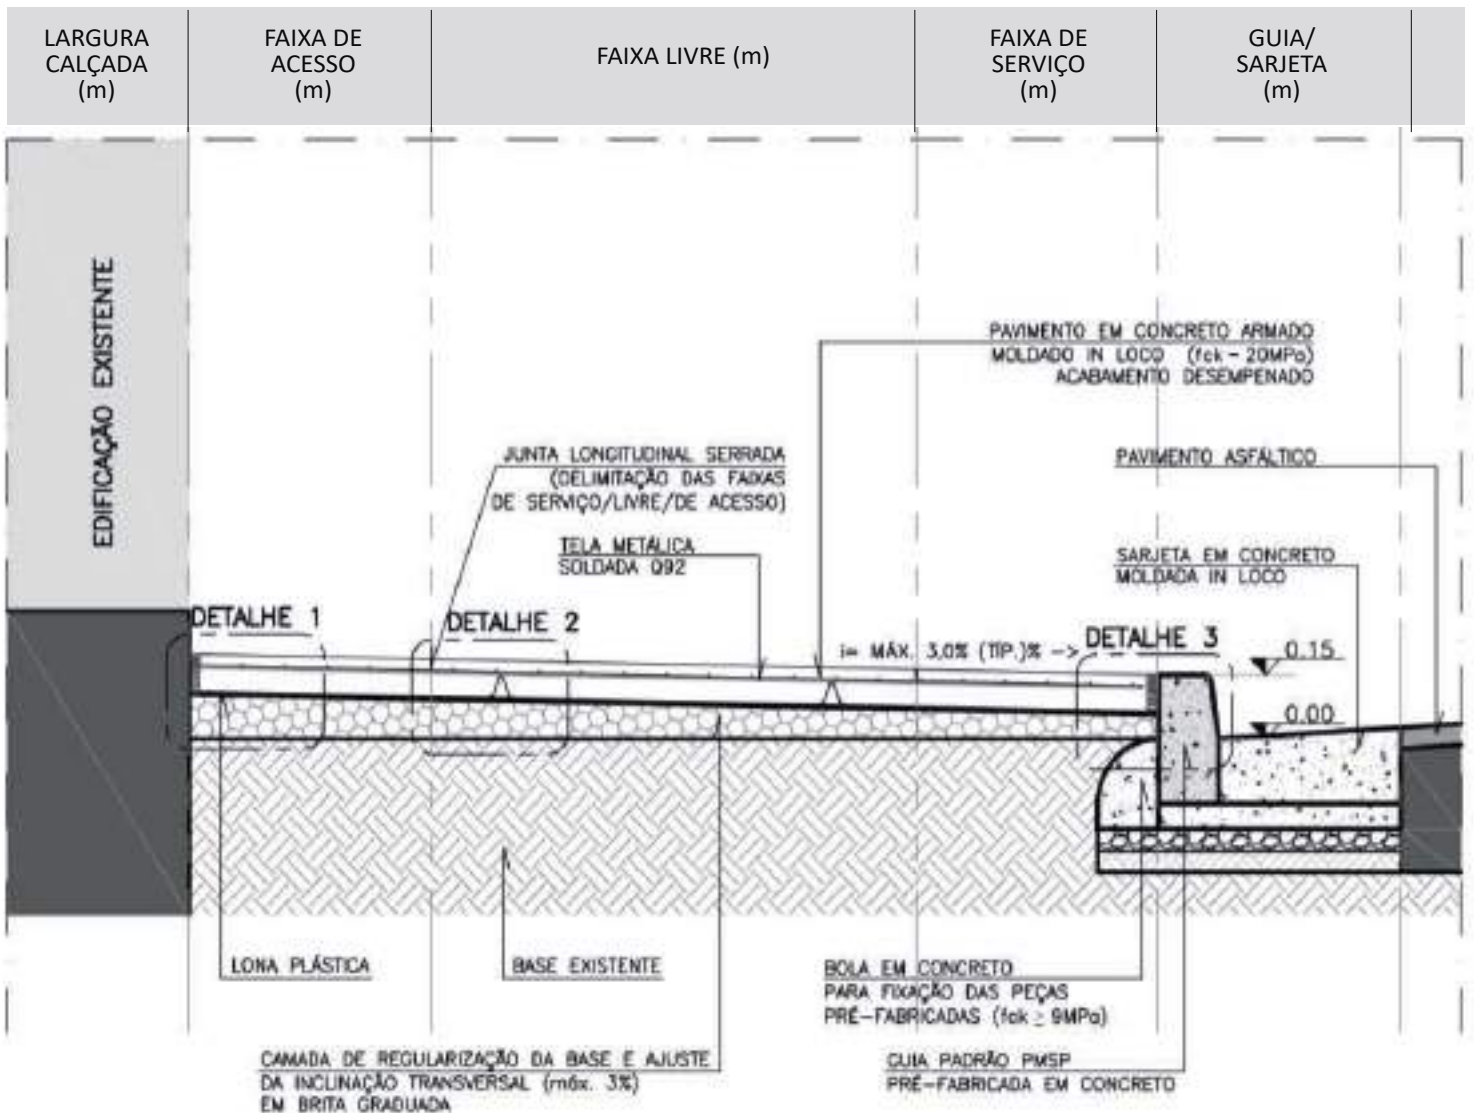 LARGURA
CALÇADA
(m)
FAIXA DE
ACESSO
(m)
FAIXA LIVRE (m)
FAIXA DE
SERVIÇO
(m)
GUIA/
SARJETA
(m)
EDIFICAÇÃO EXISTENTE
PAVIMENTO EM CONCRETO ARMADO
MOLDADO IN LOCO (fck - 20MPa)
ACABAMENTO DESEMPENADO
JUNTA LONGITUDINAL SERRADA
(DELIMITAÇÃO DAS FAIXAS
DE SERVIÇO/LIVRE/DE ACESSO)
PAVIMENTO ASFÁLTICO
TELA METÁLICA
SOLDADA Q92
SARJETA EM CONCRETO
MOLDADA IN LOCO
DETALHE 1
DETALHE 2
i= MÁX. 3,0% (TIP.)% ->
DETALHE 3
0.15
0.00
LONA PLÁSTICA
BASE EXISTENTE
BOLA EM CONCRETO
PARA FIXAÇÃO DAS PEÇAS
PRÉ-FABRICADAS (fck ≥ 9MPa)
CAMADA DE REGULARIZAÇÃO DA BASE E AJUSTE
DA INCLINAÇÃO TRANSVERSAL (máx. 3%)
EM BRITA GRADUADA
GUIA PADRÃO PMSP
PRÉ-FABRICADA EM CONCRETO